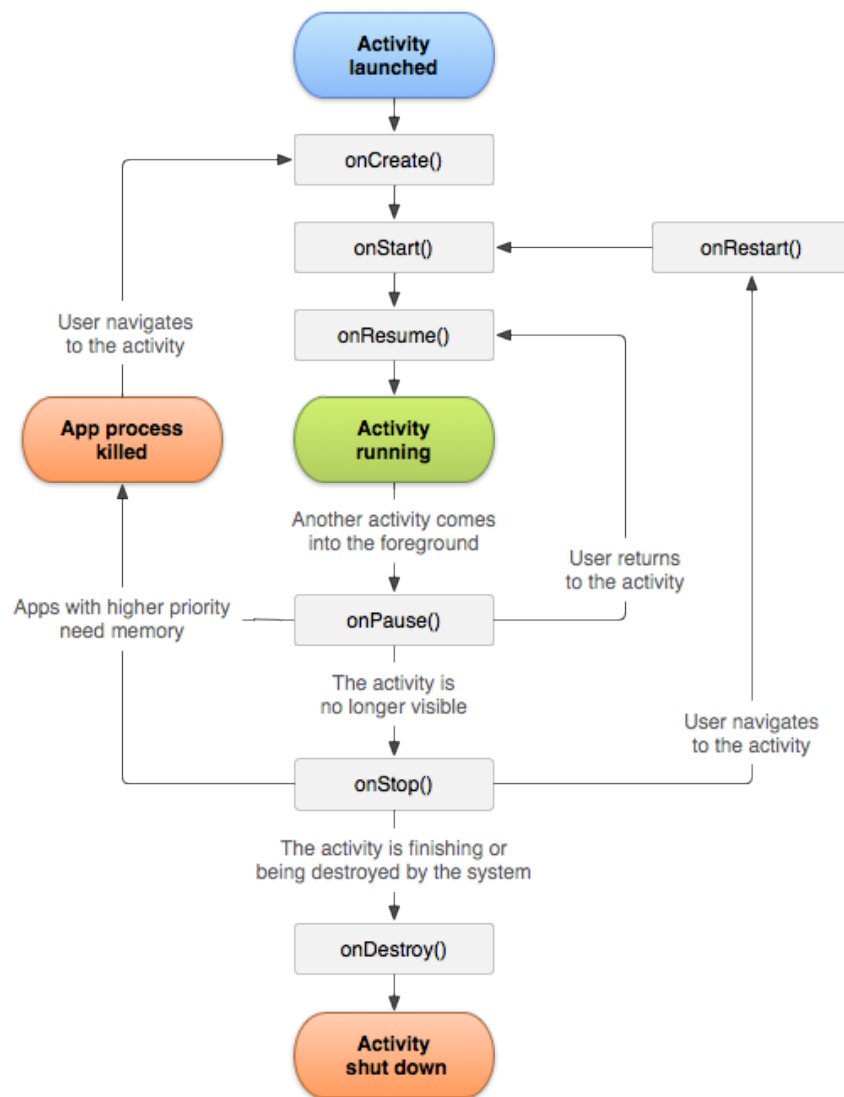 Activity
launched
onCreate()
onStart()
onRestart()
User navigates
to the activity
onResume()
App process
killed
Activity
running
Another activity comes
into the foreground
User returns
to the activity
Apps with higher priority
need memory
onPause()
The activity is
no longer visible
User navigates
to the activity
onStop()
The activity is finishing or
being destroyed by the system
onDestroy()
Activity
shut down